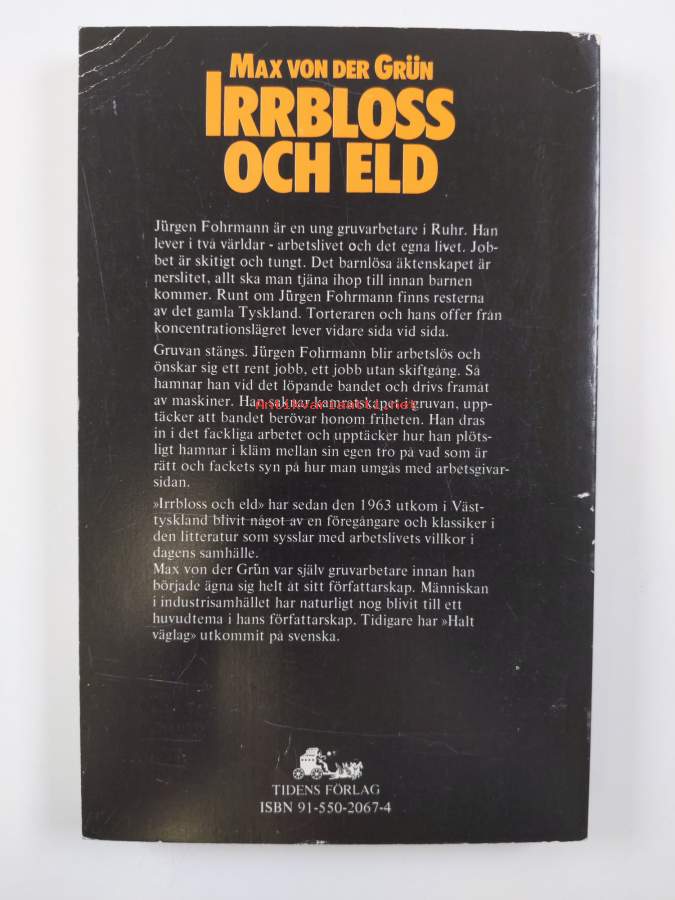 MAX VON DER GRÜN
IRRBLOSS
OCH ELD
Jürgen Fohrmann är en ung gruvarbetare i Ruhr. Han
lever i två världar - arbetslivet och det egna livet. Job-
bet är skitigt och tungt. Det barnlösa äktenskapet är
nerslitet, allt ska man tjäna ihop till innan barnen
kommer. Runt om Jürgen Fohrmann finns resterna
av det gamla Tyskland. Torteraren och hans offer från
koncentrationslägret lever vidare sida vid sida.
Gruvan stängs. Jürgen Fohrmann blir arbetslös och
önskar sig ett rent jobb, ett jobb utan skiftgång. Så
hamnar han vid det löpande bandet och drivs framåt
av maskiner. Han saknar kamratskapet i gruvan, upp-
antikvariaatti.net
täcker att bandet berövar honom friheten. Han dras
in i det fackliga arbetet och upptäcker hur han plöts-
ligt hamnar i kläm mellan sin egen tro på vad som är
rätt och fackets syn på hur man umgås med arbetsgivar-
sidan.
»Irrbloss och eld» har sedan den 1963 utkom i Väst-
tyskland blivit något av en föregångare och klassiker i
den litteratur som sysslar med arbetslivets villkor i
dagens samhälle.
Max von der Grün var själv gruvarbetare innan han
började ägna sig helt åt sitt författarskap. Människan
i industrisamhället har naturligt nog blivit till ett
huvudtema i hans författarskap. Tidigare har »Halt
väglag» utkommit på svenska.
TIDENS FÖRLAG
ISBN 91-550-2067-4